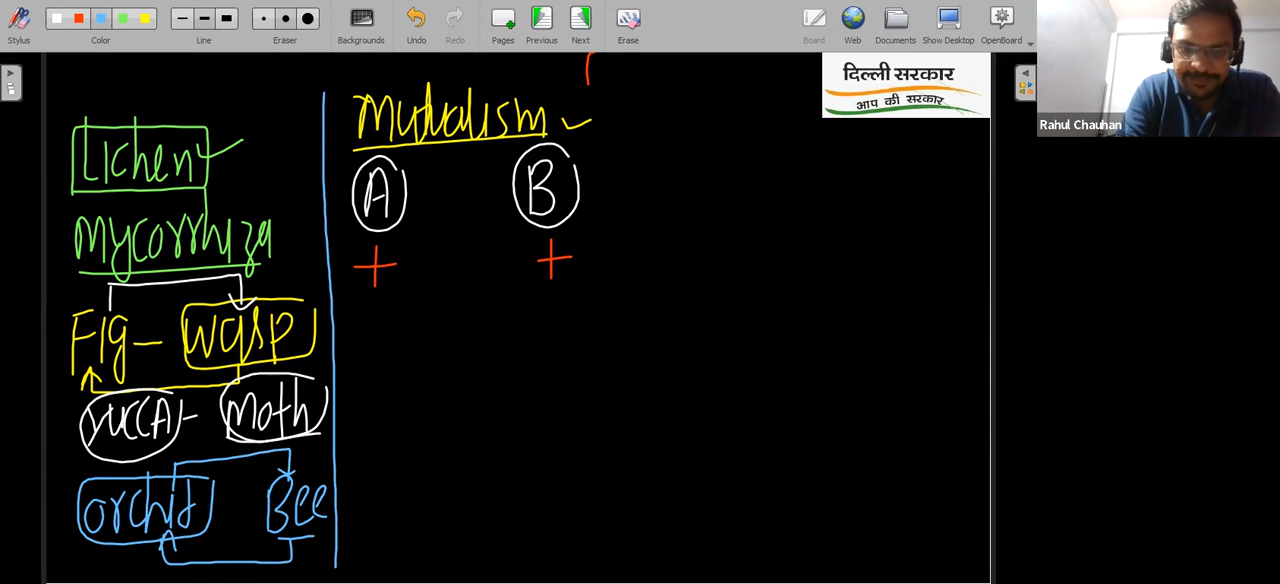 Stylus
Color
Line
Eraser
Backgrounds
Undo
Redo
Pages
Previous
Next
Erase
Board
Web
Documents
Show Desktop
OpenBoard
Rahul Chauhan
दिल्ली सरकार
आप की सरकार
Mutualism
A B
+ +
Lichen
Mycorrhiza
Fig - wasp
YUCCA - Moth
orchid Bee